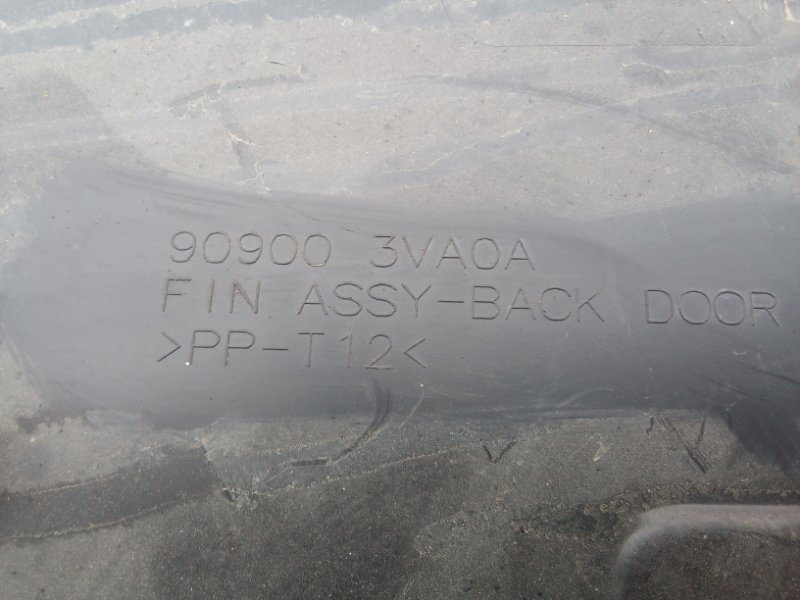 90900 3VA0A
FIN ASSY-BACK DOOR
>PP-T12<